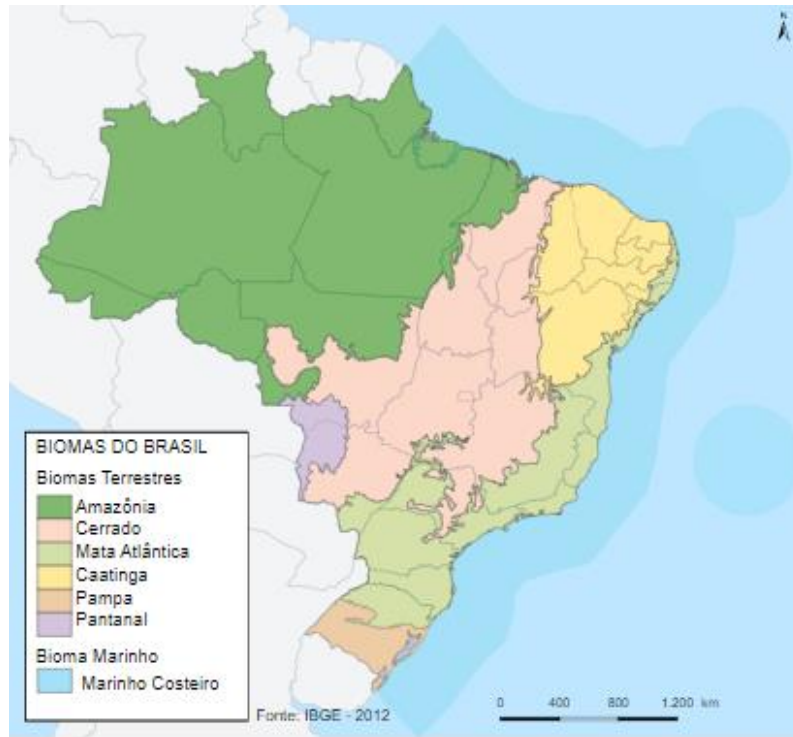 N
BIOMAS DO BRASIL
Biomas Terrestres
Amazônia
Cerrado
Mata Atlântica
Caatinga
Pampa
Pantanal
Bioma Marinho
Marinho Costeiro
Fonte: IBGE - 2012
0 400 800 1.200 km